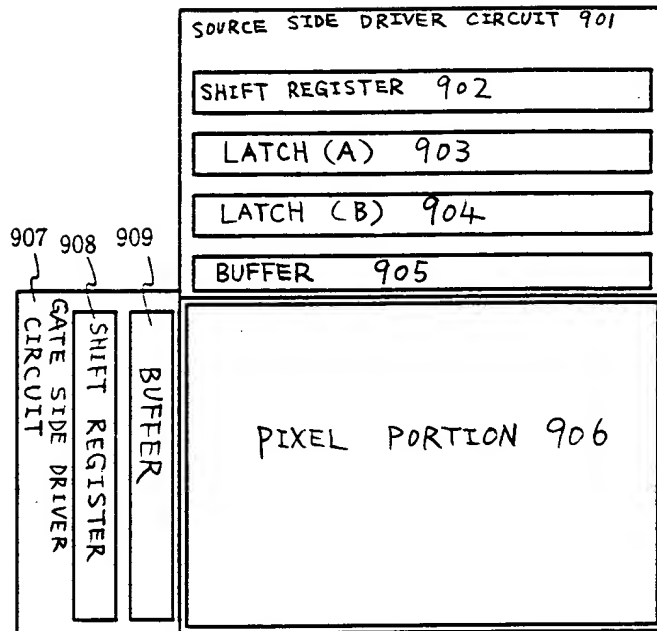 SOURCE SIDE DRIVER CIRCUIT 901
SHIFT REGISTER 902
LATCH (A) 903
LATCH (B) 904
BUFFER 905
907
908
909
GATE SIDE DRIVER
CIRCUIT
SHIFT REGISTER
BUFFER
PIXEL PORTION 906